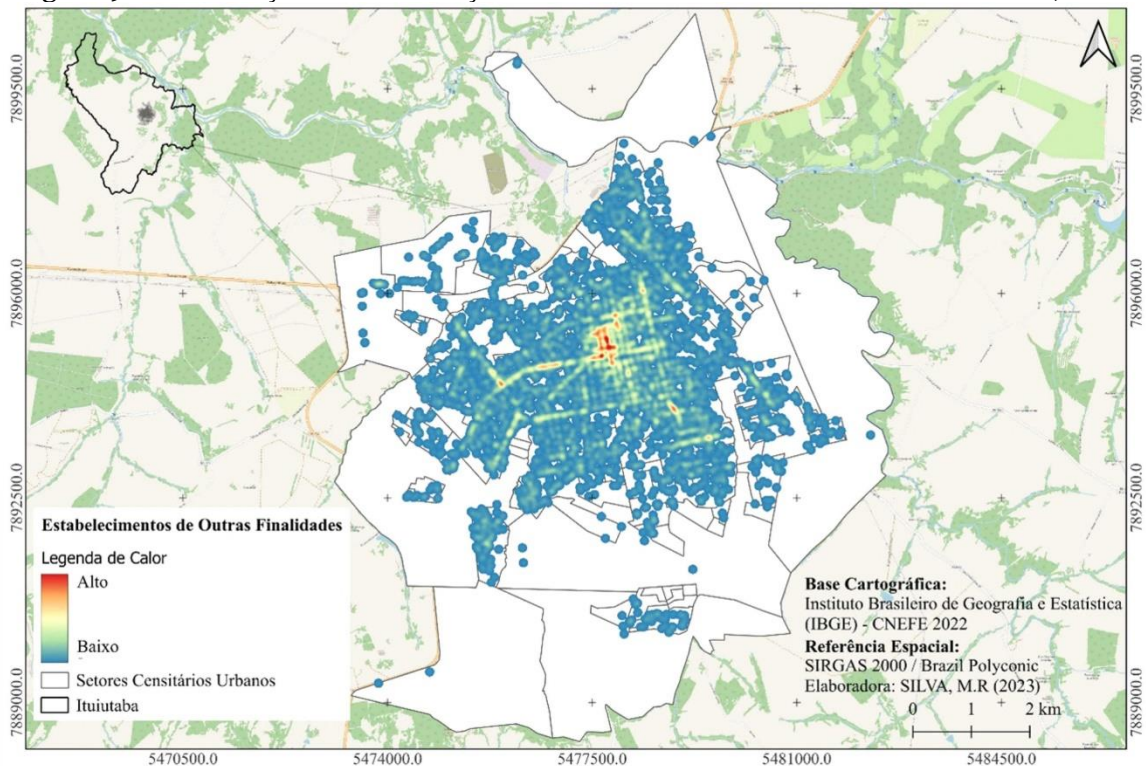 7899500.0
7899500.0
7896000.0
7896000.0
7892500.0
7892500.0
7889000.0
7889000.0
Estabelecimentos de Outras Finalidades
Legenda de Calor
Alto
Baixo
Setores Censitários Urbanos
Ituiutaba
Base Cartográfica:
Instituto Brasileiro de Geografia e Estatística
(IBGE) - CNEFE 2022
Referência Espacial:
SIRGAS 2000 / Brazil Polyconic
Elaboradora: SILVA, M.R (2023)
0 1 2 km
5470500.0 5474000.0 5477500.0 5481000.0 5484500.0